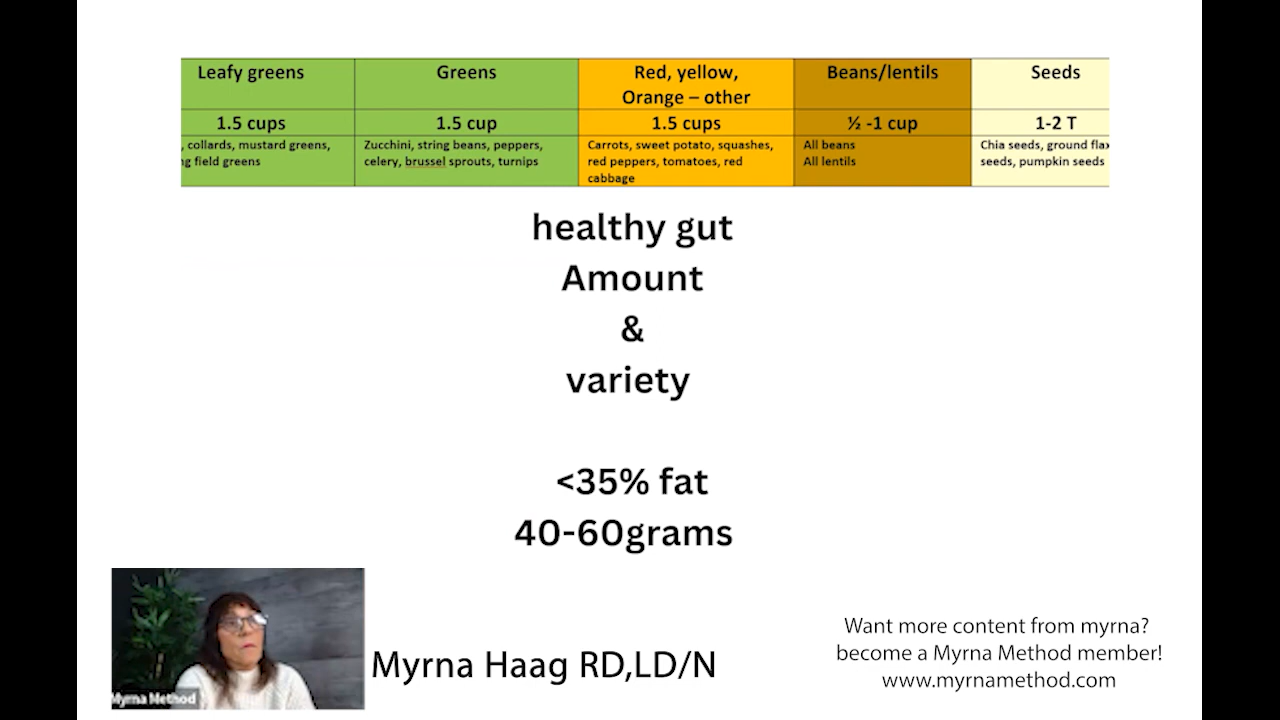 Leafy greens
Greens
Red, yellow,
Orange – other
Beans/lentils
Seeds
1.5 cups
1.5 cup
1.5 cups
½ -1 cup
1-2 T
, collards, mustard greens,
field greens
Zucchini, string beans, peppers,
celery, brussel sprouts, turnips
Carrots, sweet potato, squashes,
red peppers, tomatoes, red
cabbage
All beans
All lentils
Chia seeds, ground flax
seeds, pumpkin seeds
healthy gut
Amount
&
variety
<35% fat
40-60grams
Myrna Method
Myrna Haag RD,LD/N
Want more content from myrna?
become a Myrna Method member!
www.myrnamethod.com